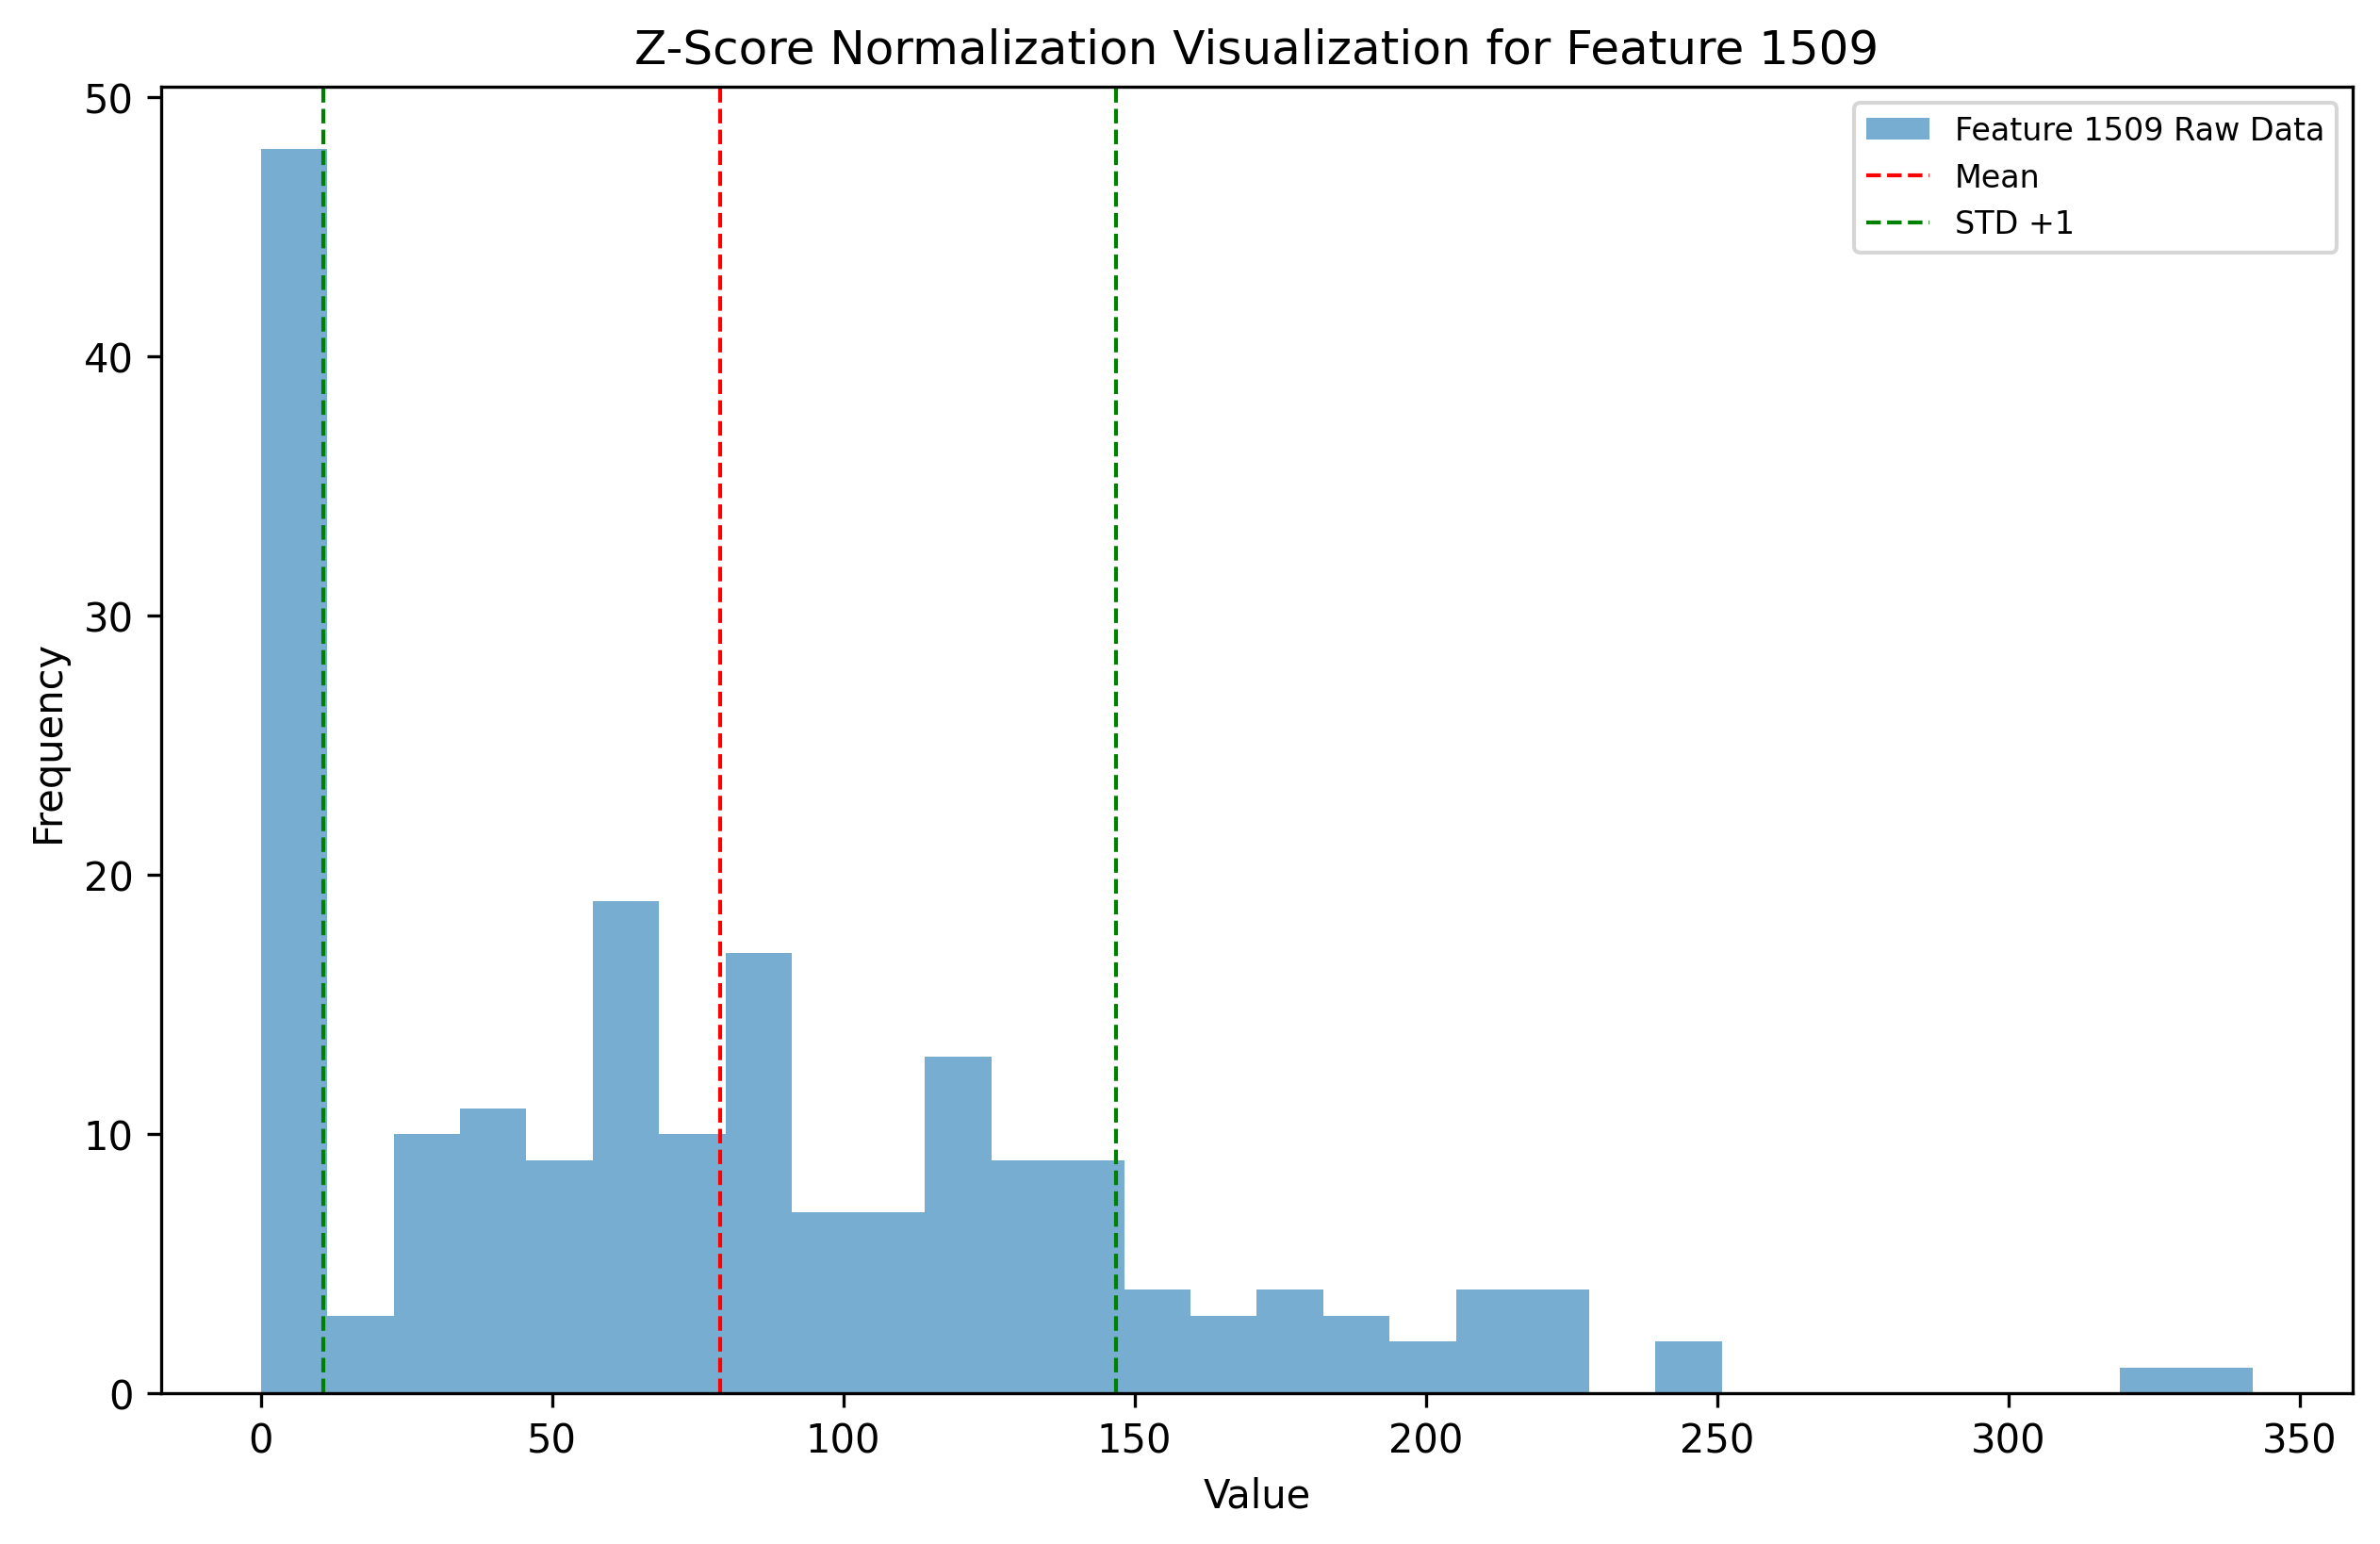 Z-Score Normalization Visualization for Feature 1509
Feature 1509 Raw Data
Mean
STD +1
50
40
30
20
10
0
Frequency
0 50 100 150 200 250 300 350
Value